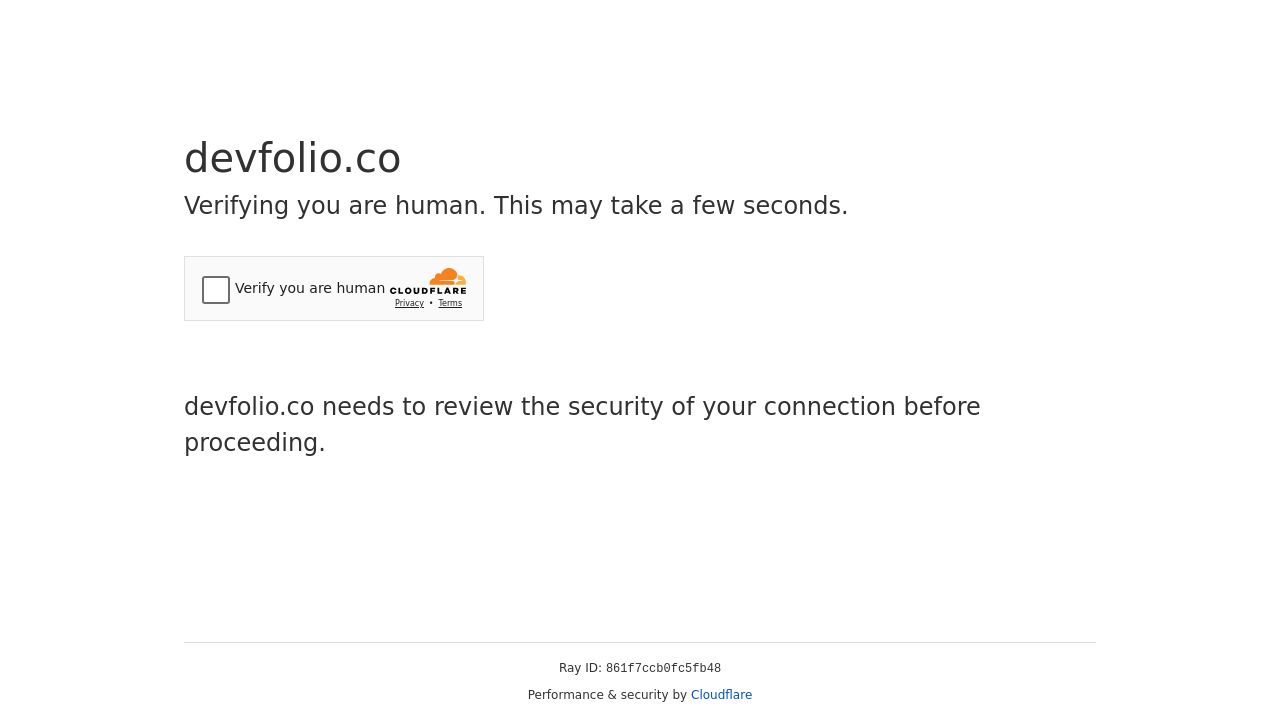 devfolio.co
Verifying you are human. This may take a few seconds.
Verify you are human
CLOUDFLARE
Privacy • Terms
devfolio.co needs to review the security of your connection before
proceeding.
Ray ID: 861f7ccb0fc5fb48
Performance & security by Cloudflare